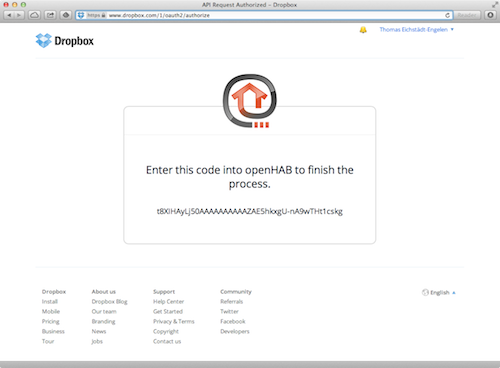 API Request Authorized – Dropbox
https www.dropbox.com/1/oauth2/authorize
Reader
Dropbox
Thomas Eichstädt-Engelen
Enter this code into openHAB to finish the
process.
t8XIHAyLj50AAAAAAAAAAZAE5hkxgU-nA9wTHt1cskg
Dropbox About us Support Community
English
Install Dropbox Blog Help Center Referrals
Mobile Our team Get Started Twitter
Pricing Branding Privacy & Terms Facebook
Business News Copyright Developers
Tour Jobs Contact us